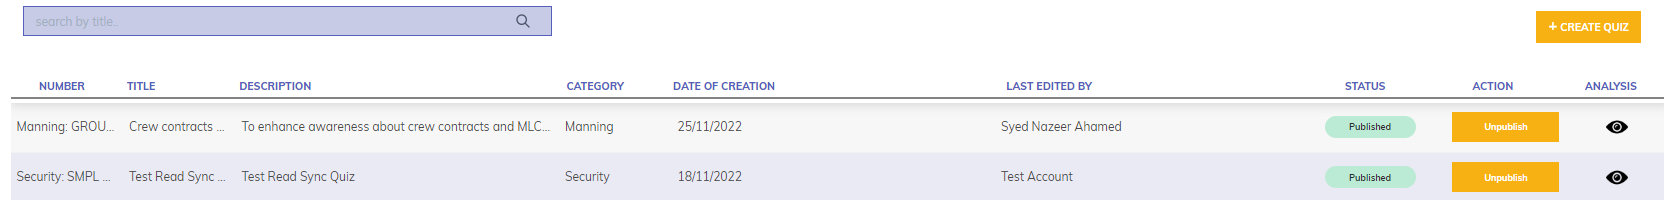 search by title..
+ CREATE QUIZ
NUMBER TITLE DESCRIPTION CATEGORY DATE OF CREATION LAST EDITED BY STATUS ACTION ANALYSIS
Manning: GROU... Crew contracts ... To enhance awareness about crew contracts and MLC... Manning 25/11/2022 Syed Nazeer Ahamed Published Unpublish
Security: SMPL ... Test Read Sync ... Test Read Sync Quiz Security 18/11/2022 Test Account Published Unpublish